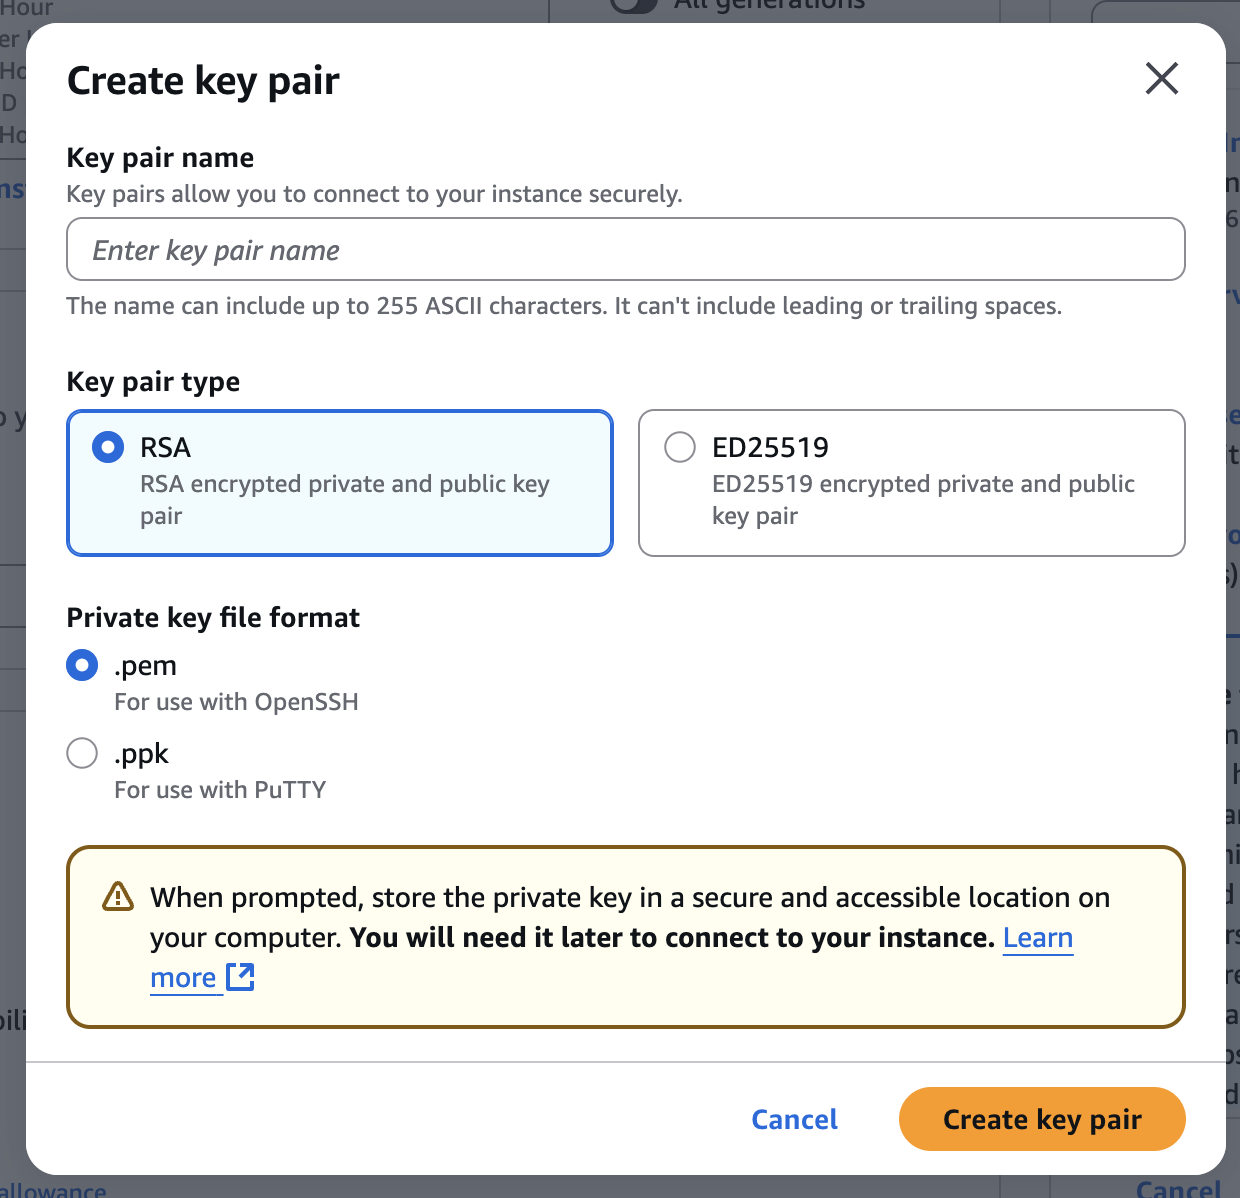 Hour
All generations
Create key pair
Key pair name
Key pairs allow you to connect to your instance securely.
Enter key pair name
The name can include up to 255 ASCII characters. It can't include leading or trailing spaces.
Key pair type
RSA
RSA encrypted private and public key
pair
ED25519
ED25519 encrypted private and public
key pair
Private key file format
.pem
For use with OpenSSH
.ppk
For use with PuTTY
When prompted, store the private key in a secure and accessible location on
your computer. You will need it later to connect to your instance. Learn
more
Cancel
Create key pair
allowance
Cancel